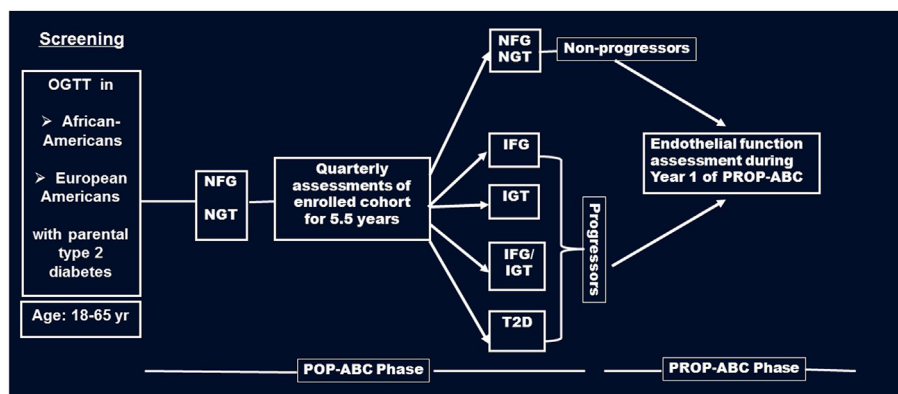 Screening
OGTT in
➢ African-
Americans
➢ European
Americans
with parental
type 2
diabetes
Age: 18-65 yr
NFG
NGT
Quarterly
assessments of
enrolled cohort
for 5.5 years
NFG
NGT
Non-progressors
IFG
IGT
IFG/
IGT
T2D
Progressors
Endothelial function
assessment during
Year 1 of PROP-ABC
POP-ABC Phase
PROP-ABC Phase